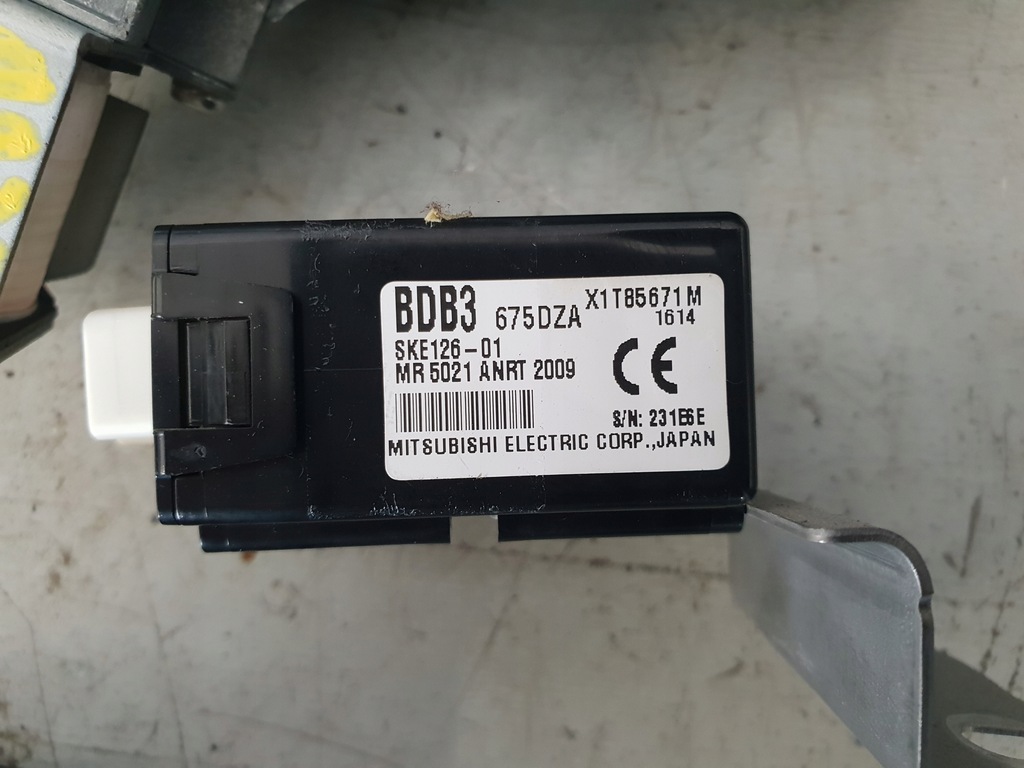 BDB3 675DZA X1T85671M
1614
SKE126-01
MR 5021 ANRT 2009
CE
S/N: 231E6E
MITSUBISHI ELECTRIC CORP.,JAPAN